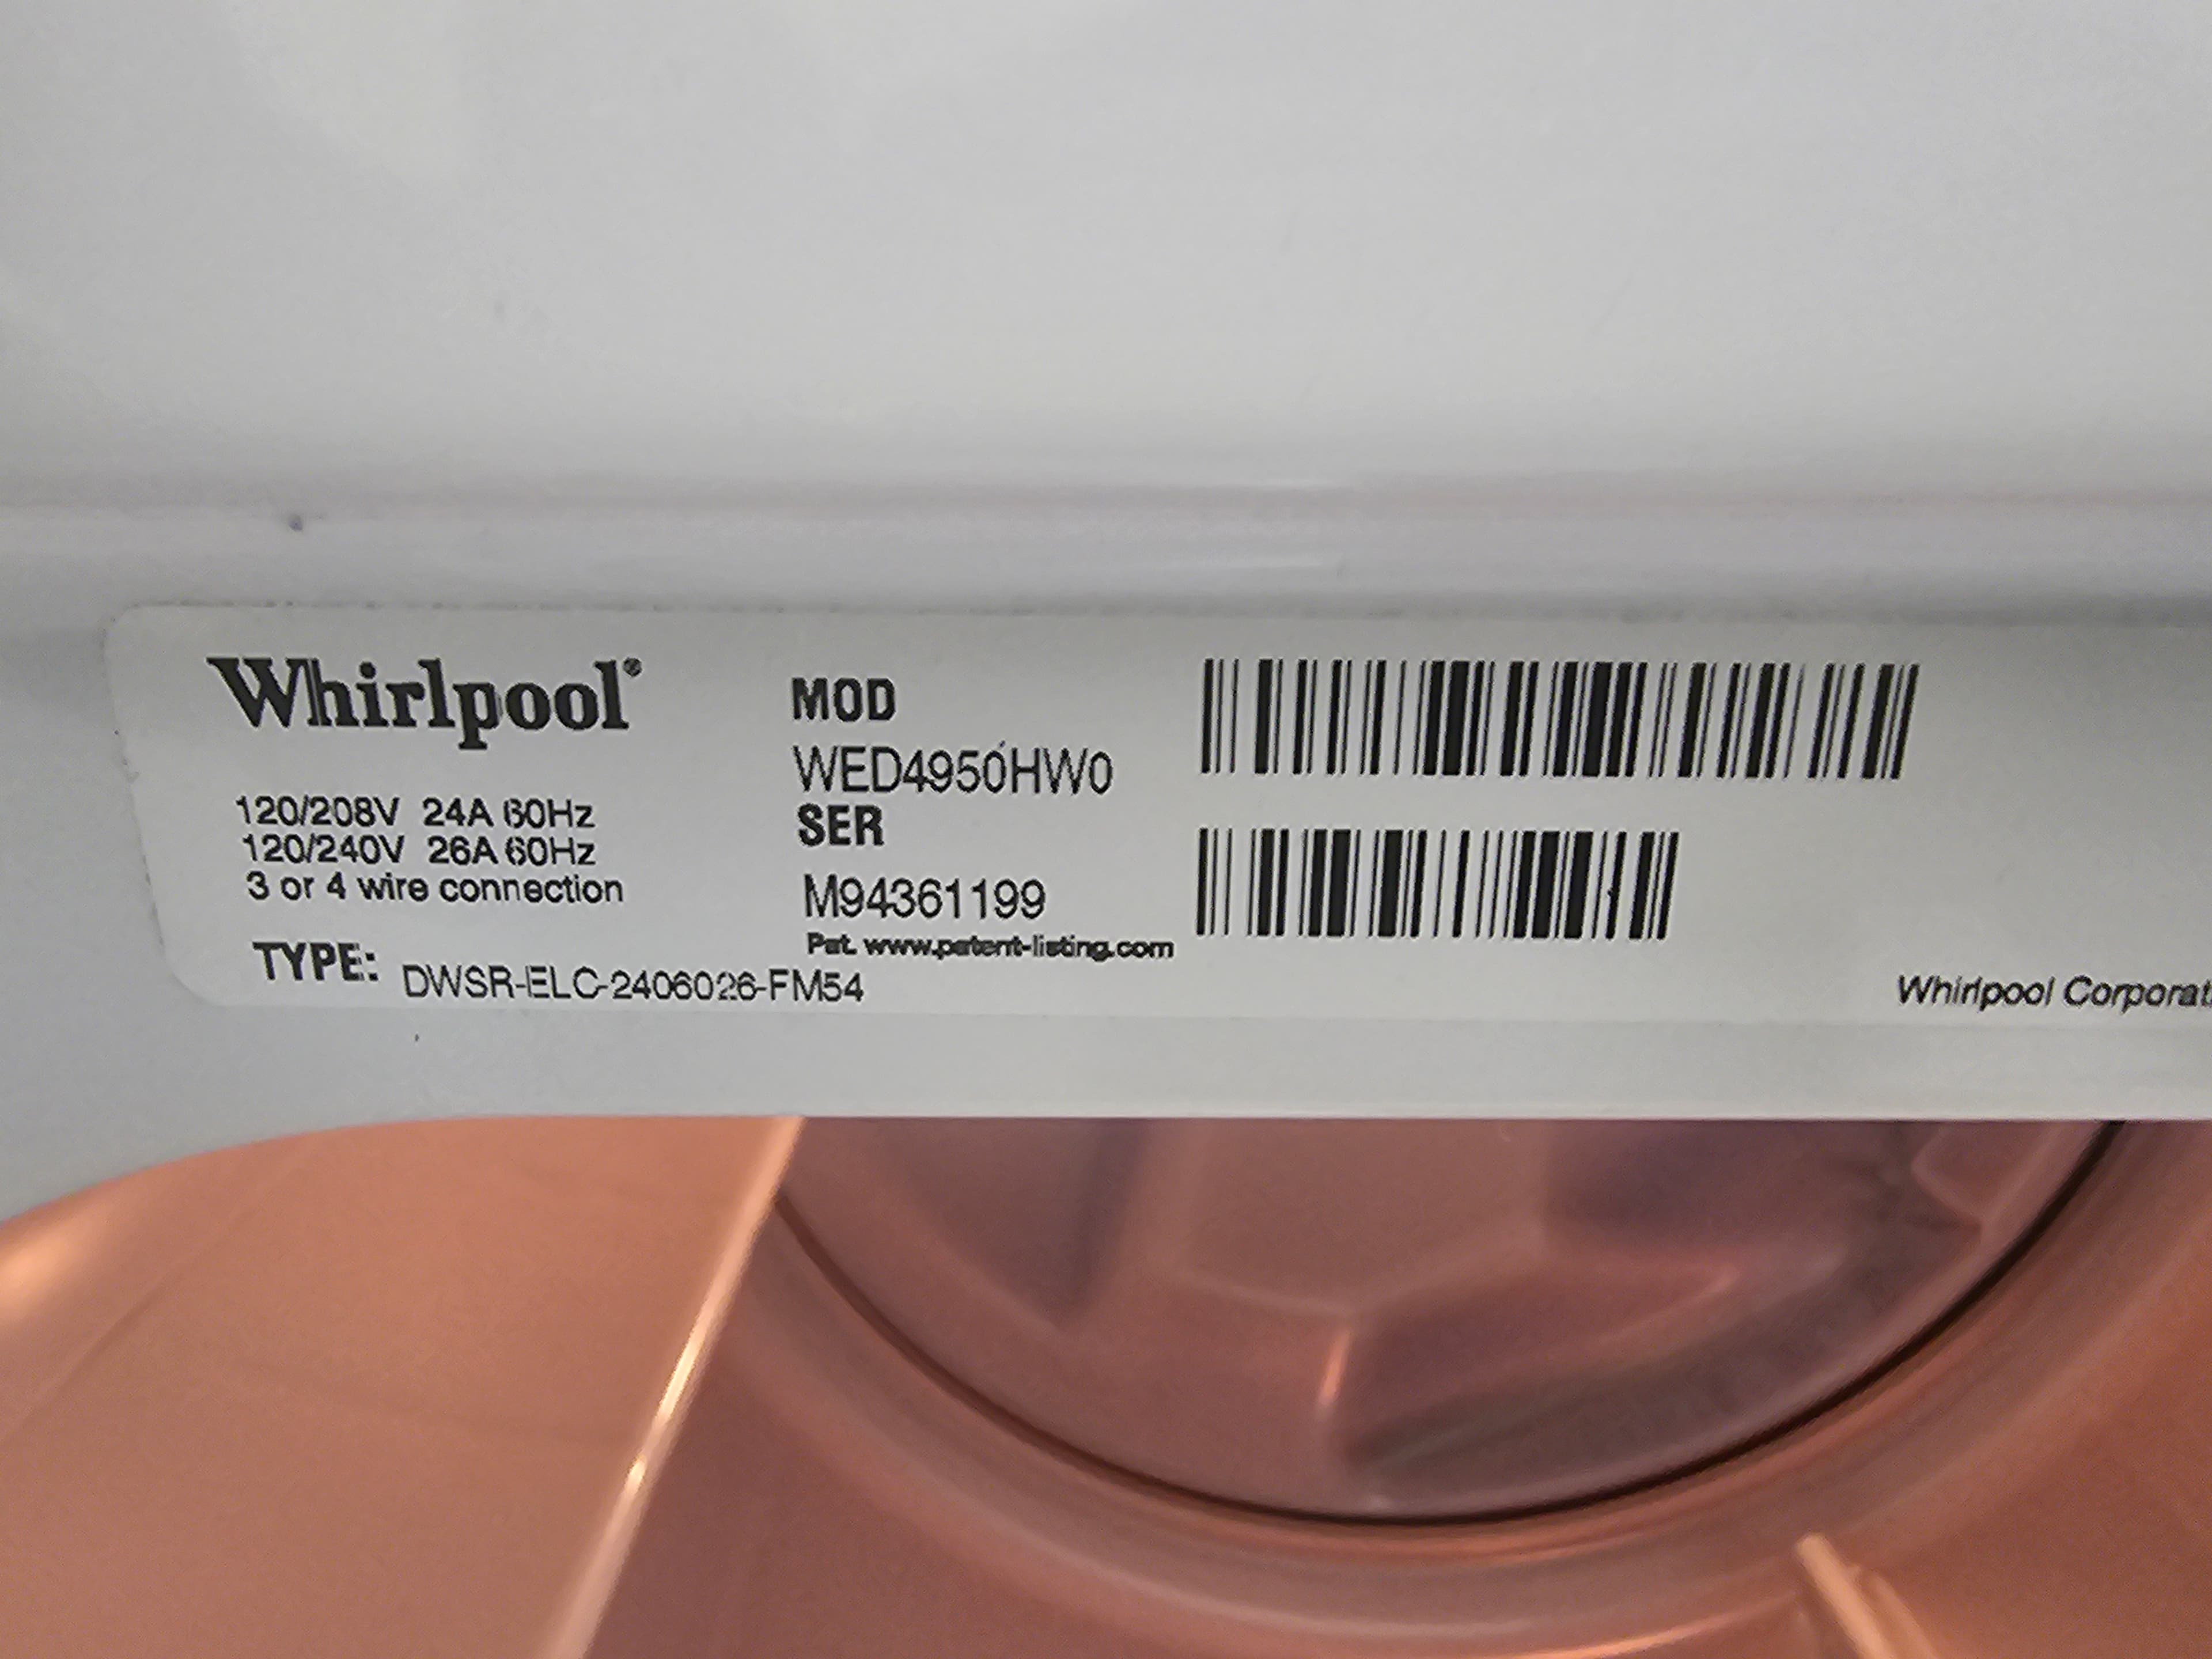 Whirlpool®
120/208V 24A 60Hz
120/240V 26A 60Hz
3 or 4 wire connection
TYPE: DWSR-ELC-2406026-FM54
MOD
WED4950HW0
SER
M94361199
Pat. www.patent-listing.com
Whirlpool Corporat